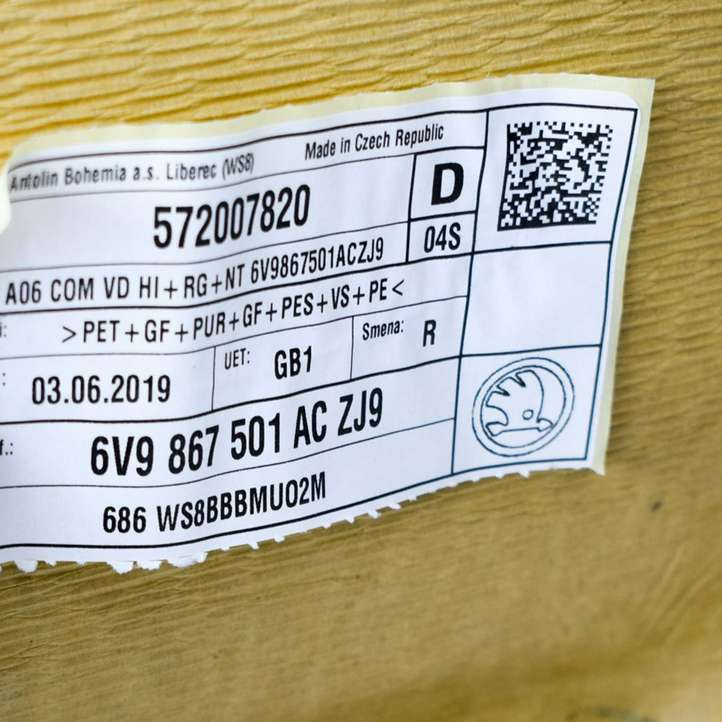 Antolin Bohemia a.s. Liberec (WS8) Made in Czech Republic
572007820 D
A06 COM VD HI+RG+NT 6V9867501ACZJ9 04S
>PET+GF+PUR+GF+PES+VS+PE<
03.06.2019 UET: GB1 Smena: R
6V9 867 501 AC ZJ9
686 WS8BBBMU02M